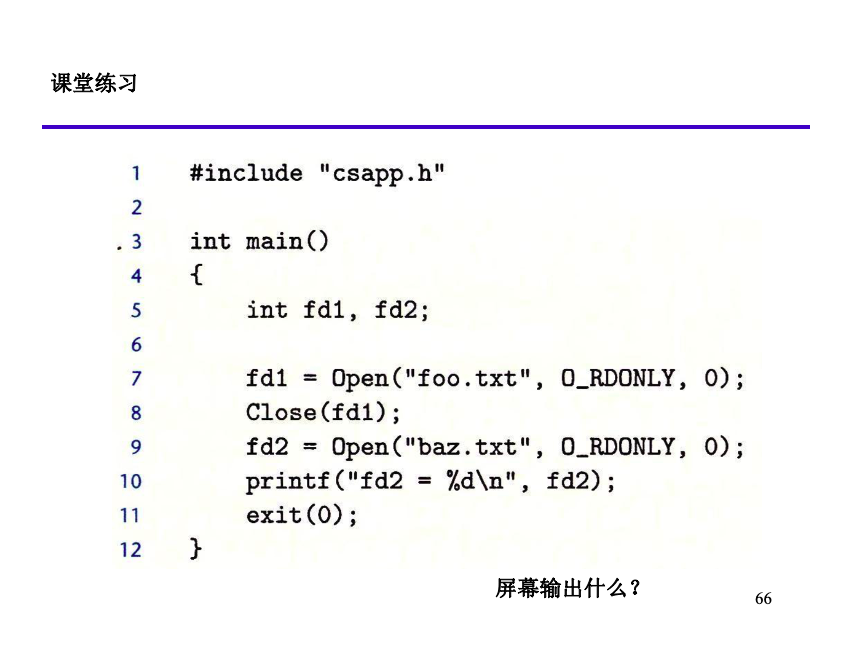 课堂练习
1 #include "csapp.h"
2
3 int main()
4 {
5 int fd1, fd2;
6
7 fd1 = Open("foo.txt", O_RDONLY, 0);
8 Close(fd1);
9 fd2 = Open("baz.txt", O_RDONLY, 0);
10 printf("fd2 = %d\n", fd2);
11 exit(0);
12 }
屏幕输出什么？
66